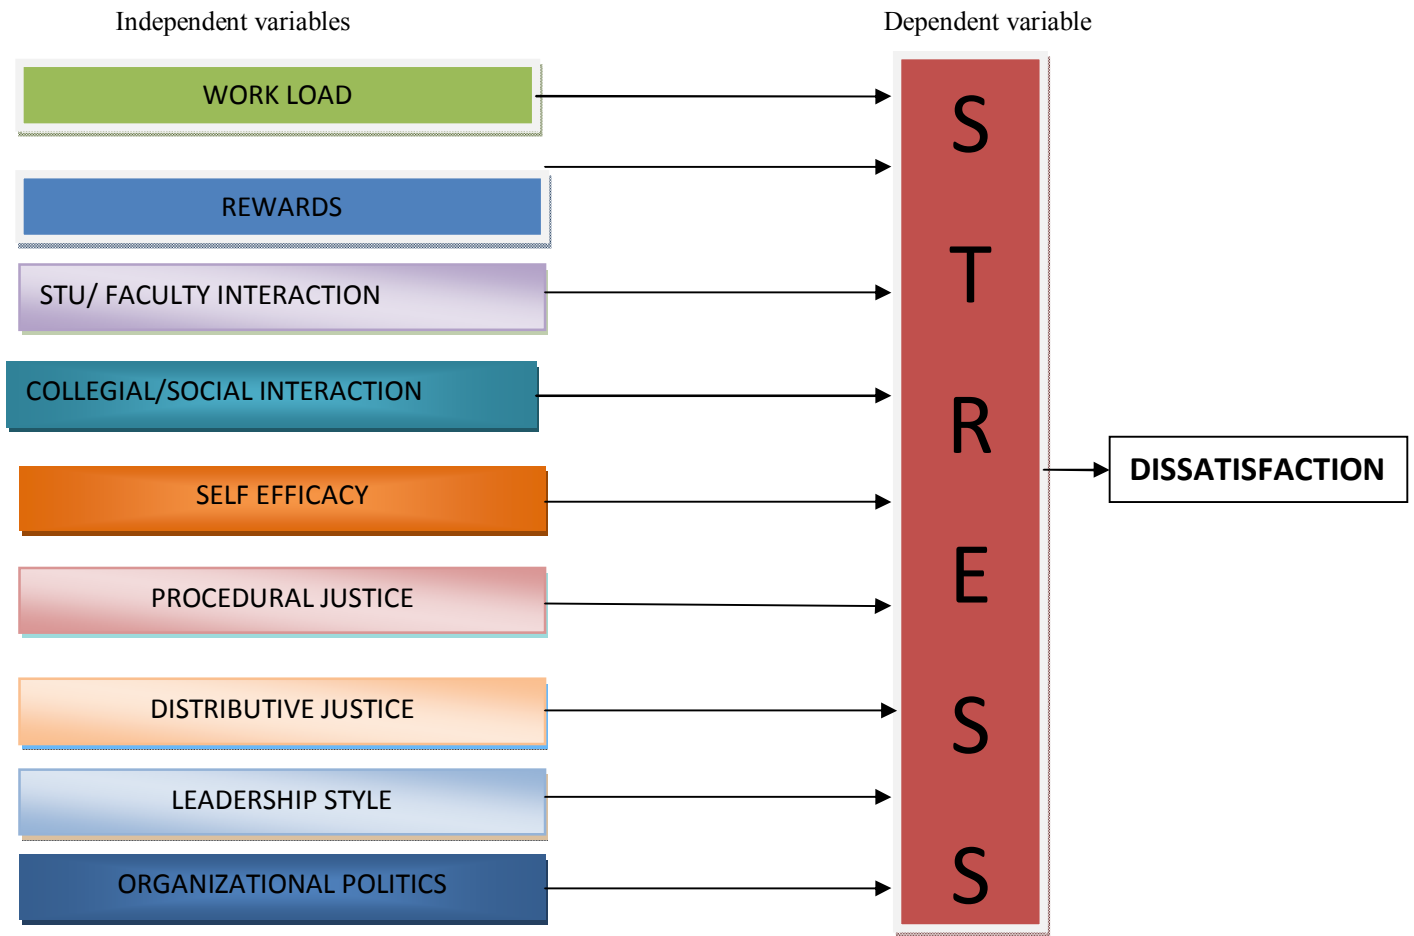 Independent variables
Dependent variable
WORK LOAD
REWARDS
STU/ FACULTY INTERACTION
COLLEGIAL/SOCIAL INTERACTION
SELF EFFICACY
PROCEDURAL JUSTICE
DISTRIBUTIVE JUSTICE
LEADERSHIP STYLE
ORGANIZATIONAL POLITICS
S
T
R
E
S
S
DISSATISFACTION